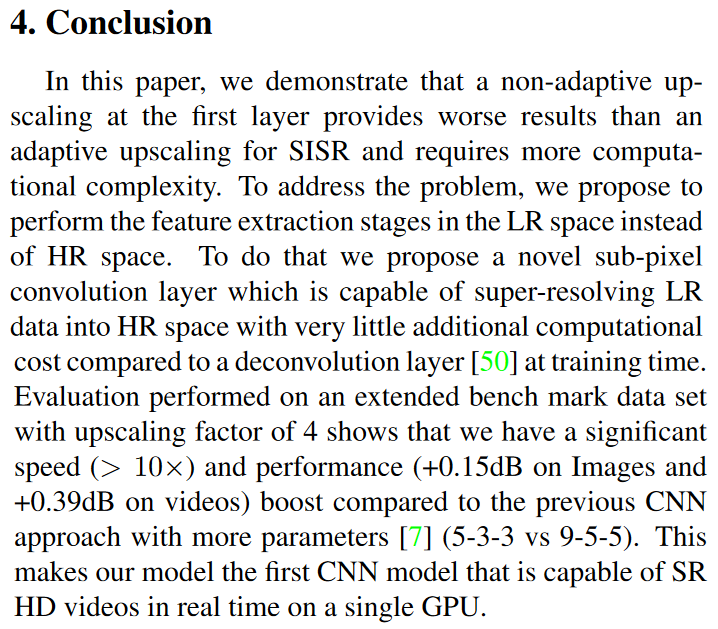 4. Conclusion
In this paper, we demonstrate that a non-adaptive up-
scaling at the first layer provides worse results than an
adaptive upscaling for SISR and requires more computa-
tional complexity. To address the problem, we propose to
perform the feature extraction stages in the LR space instead
of HR space. To do that we propose a novel sub-pixel
convolution layer which is capable of super-resolving LR
data into HR space with very little additional computational
cost compared to a deconvolution layer [50] at training time.
Evaluation performed on an extended bench mark data set
with upscaling factor of 4 shows that we have a significant
speed (> 10×) and performance (+0.15dB on Images and
+0.39dB on videos) boost compared to the previous CNN
approach with more parameters [7] (5-3-3 vs 9-5-5). This
makes our model the first CNN model that is capable of SR
HD videos in real time on a single GPU.